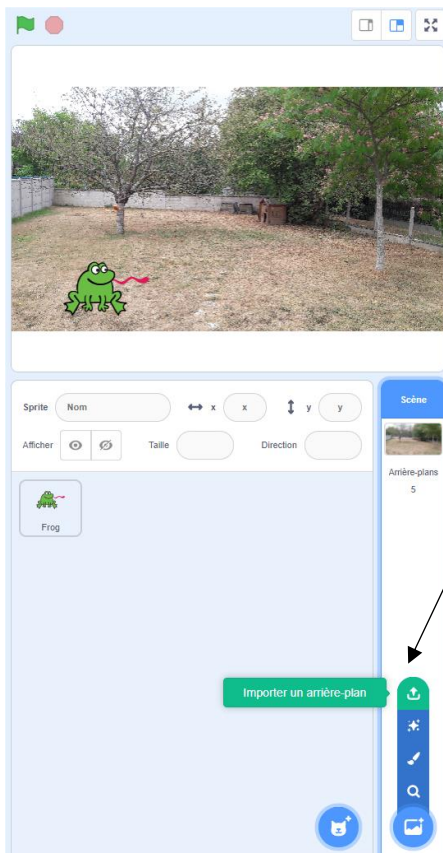 Sprite Nom x x y y
Scène
Afficher Taille Direction
Arrière-plans
5
Frog
Importer un arrière-plan